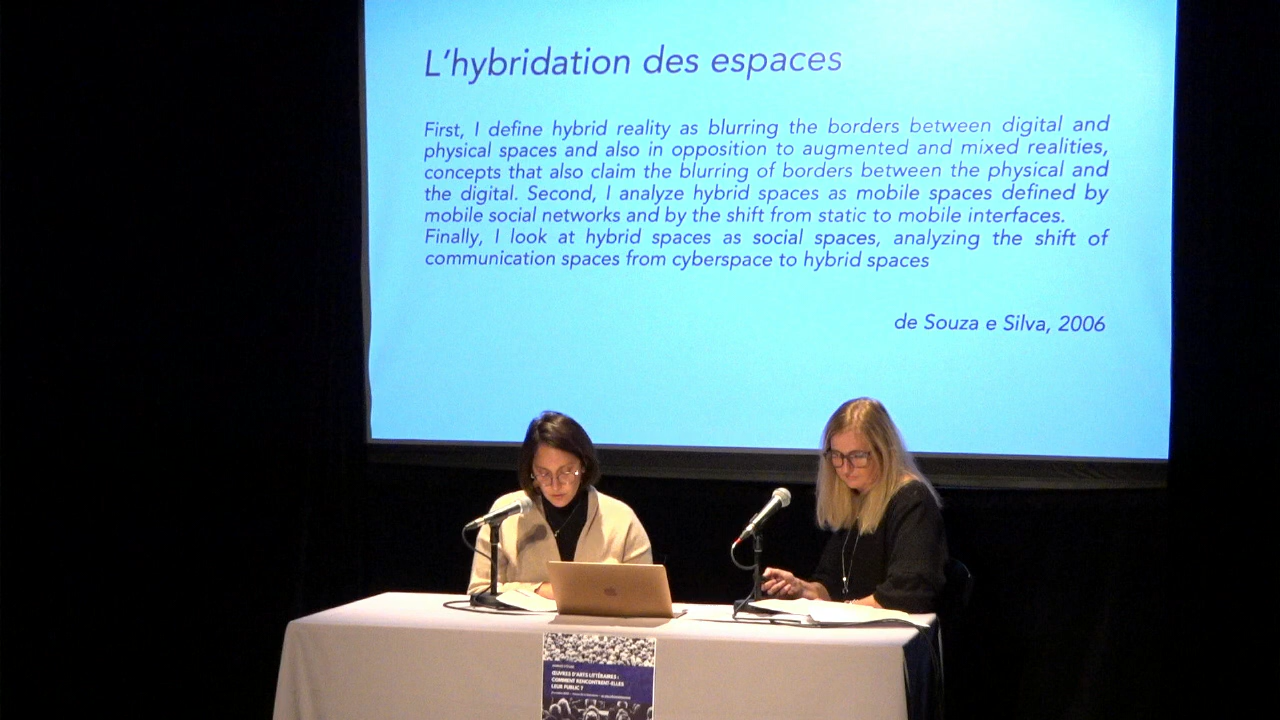 L'hybridation des espaces
First, I define hybrid reality as blurring the borders between digital and
physical spaces and also in opposition to augmented and mixed realities,
concepts that also claim the blurring of borders between the physical and
the digital. Second, I analyze hybrid spaces as mobile spaces defined by
mobile social networks and by the shift from static to mobile interfaces.
Finally, I look at hybrid spaces as social spaces, analyzing the shift of
communication spaces from cyberspace to hybrid spaces
de Souza e Silva, 2006
ŒUVRES D'ARTS LITTÉRAIRES :
COMMENT RENCONTRENT-ELLES
LEUR PUBLIC ?